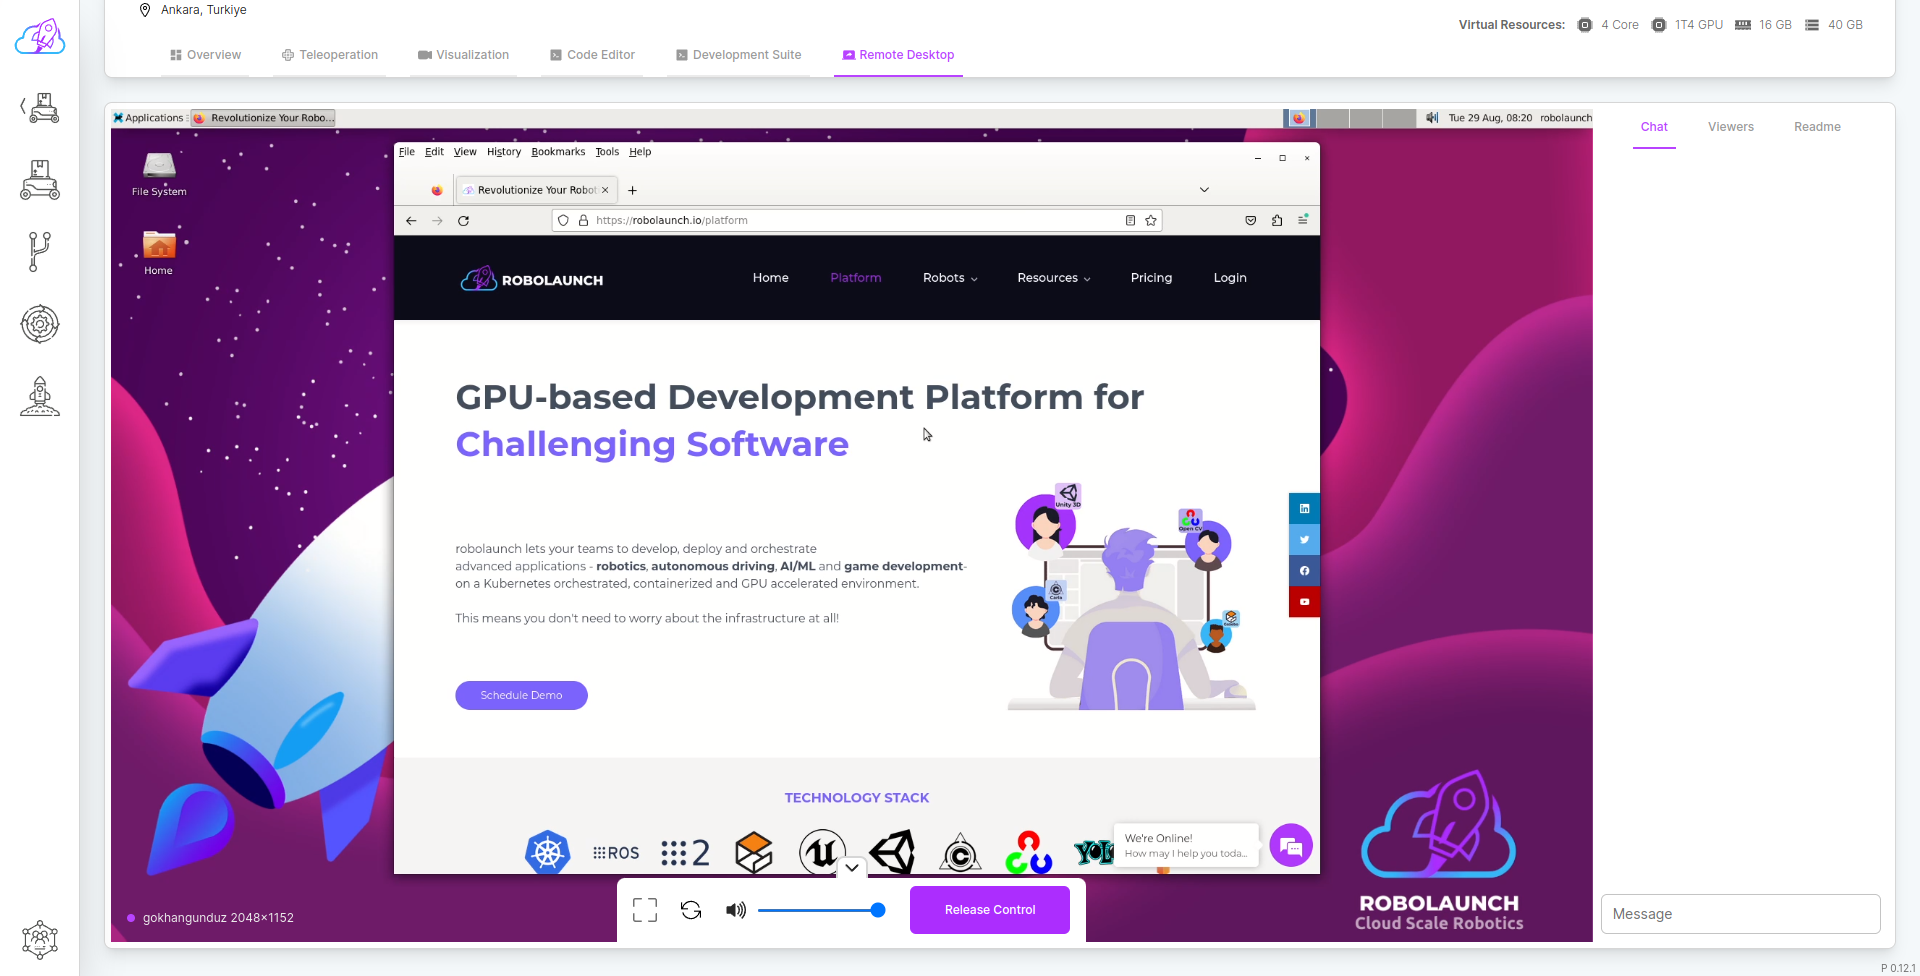 Ankara, Turkiye
Virtual Resources: 4 Core 1T4 GPU 16 GB 40 GB
Overview Teleoperation Visualization Code Editor Development Suite Remote Desktop
Applications Revolutionize Your Robo... Tue 29 Aug, 08:20 robolaunch
Chat Viewers Readme
File System
Home
File Edit View History Bookmarks Tools Help
Revolutionize Your Robot
https://robolaunch.io/platform
ROBOLAUNCH Home Platform Robots Resources Pricing Login
GPU-based Development Platform for
Challenging Software
Unity 3D
Open CV
Carla
robolaunch lets your teams to develop, deploy and orchestrate
advanced applications - robotics, autonomous driving, AI/ML and game development-
on a Kubernetes orchestrated, containerized and GPU accelerated environment.
This means you don't need to worry about the infrastructure at all!
Schedule Demo
TECHNOLOGY STACK
ROS 2
We're Online!
How may I help you toda...
gokhangunduz 2048×1152
Release Control
ROBOLAUNCH
Cloud Scale Robotics
Message
P 0.12.1